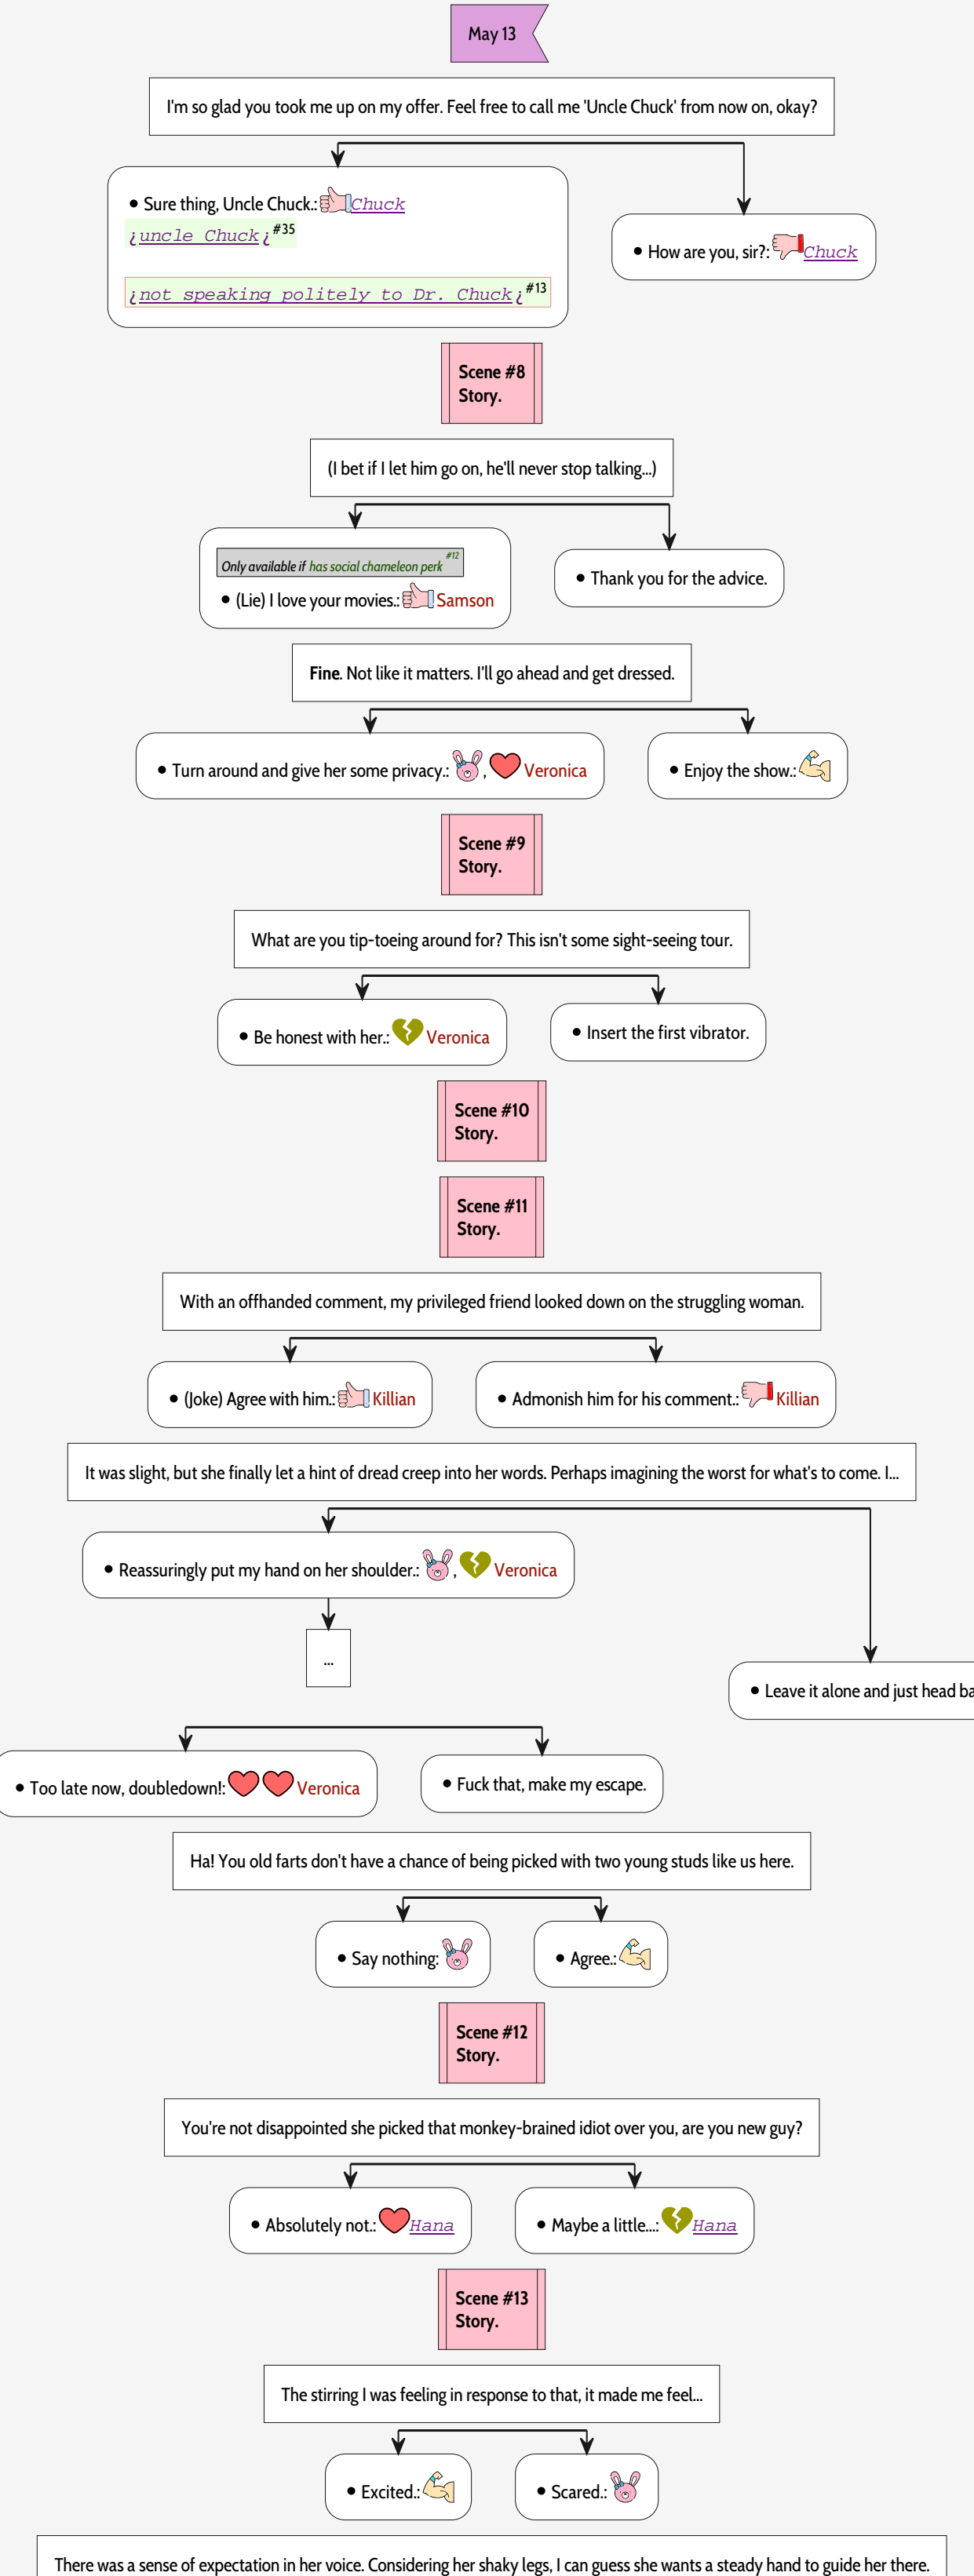 May 13
I'm so glad you took me up on my offer. Feel free to call me 'Uncle Chuck' from now on, okay?
• Sure thing, Uncle Chuck.: Chuck
¿uncle Chuck¿ #35
¿not speaking politely to Dr. Chuck¿ #13
• How are you, sir?: Chuck
Scene #8
Story.
(I bet if I let him go on, he'll never stop talking...)
Only available if has social chameleon perk #12
• (Lie) I love your movies.: Samson
• Thank you for the advice.
Fine. Not like it matters. I'll go ahead and get dressed.
• Turn around and give her some privacy.: , Veronica
• Enjoy the show.:
Scene #9
Story.
What are you tip-toeing around for? This isn't some sight-seeing tour.
• Be honest with her.: Veronica
• Insert the first vibrator.
Scene #10
Story.
Scene #11
Story.
With an offhanded comment, my privileged friend looked down on the struggling woman.
• (Joke) Agree with him.: Killian
• Admonish him for his comment.: Killian
It was slight, but she finally let a hint of dread creep into her words. Perhaps imagining the worst for what's to come. I...
• Reassuringly put my hand on her shoulder.: , Veronica
...
• Leave it alone and just head ba
• Too late now, doubledown!: Veronica
• Fuck that, make my escape.
Ha! You old farts don't have a chance of being picked with two young studs like us here.
• Say nothing:
• Agree.:
Scene #12
Story.
You're not disappointed she picked that monkey-brained idiot over you, are you new guy?
• Absolutely not.: Hana
• Maybe a little...: Hana
Scene #13
Story.
The stirring I was feeling in response to that, it made me feel...
• Excited.:
• Scared.:
There was a sense of expectation in her voice. Considering her shaky legs, I can guess she wants a steady hand to guide her there.